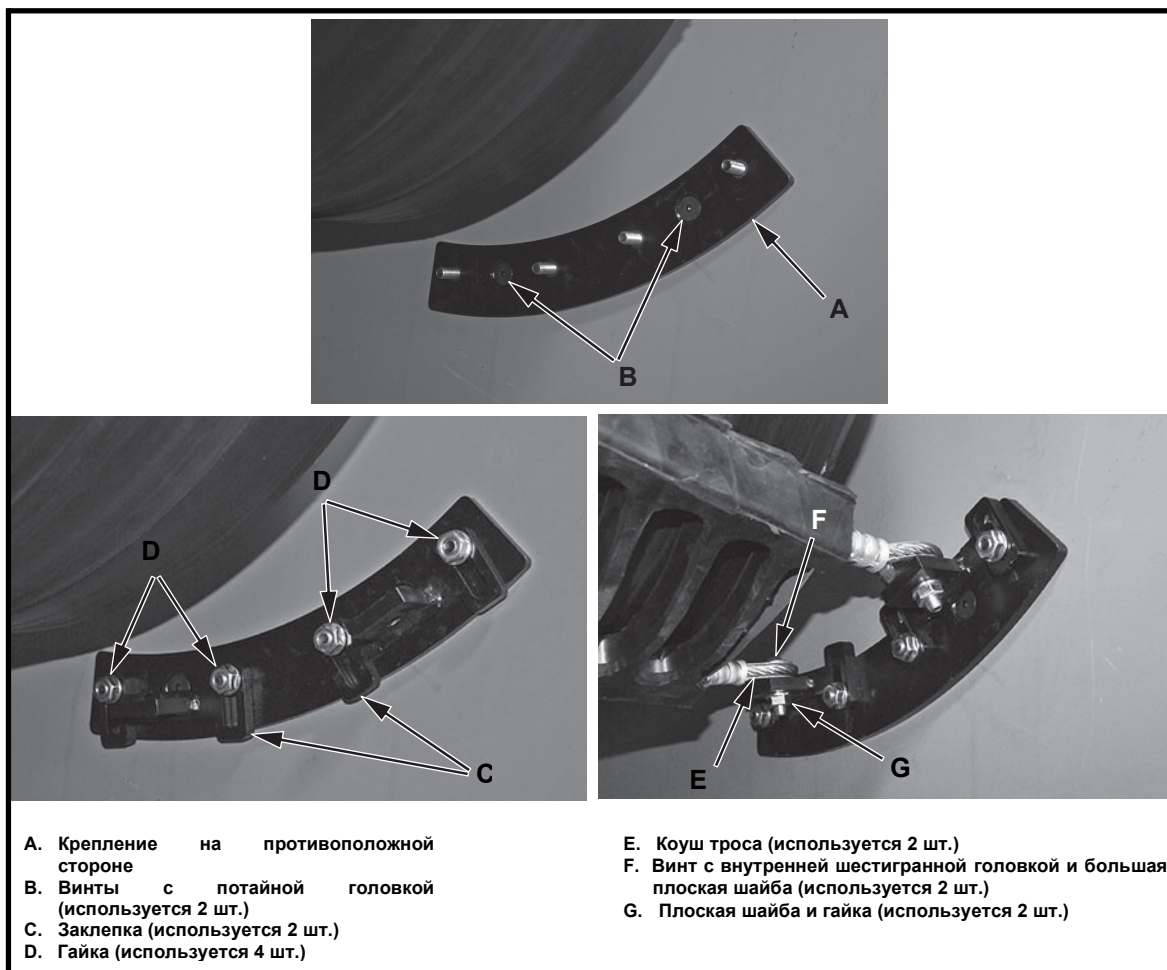 A
B
D
D
C
F
E
G
A. Крепление на противоположной
стороне
B. Винты с потайной головкой
(используется 2 шт.)
C. Заклепка (используется 2 шт.)
D. Гайка (используется 4 шт.)
E. Коуш троса (используется 2 шт.)
F. Винт с внутренней шестигранной головкой и большая
плоская шайба (используется 2 шт.)
G. Плоская шайба и гайка (используется 2 шт.)